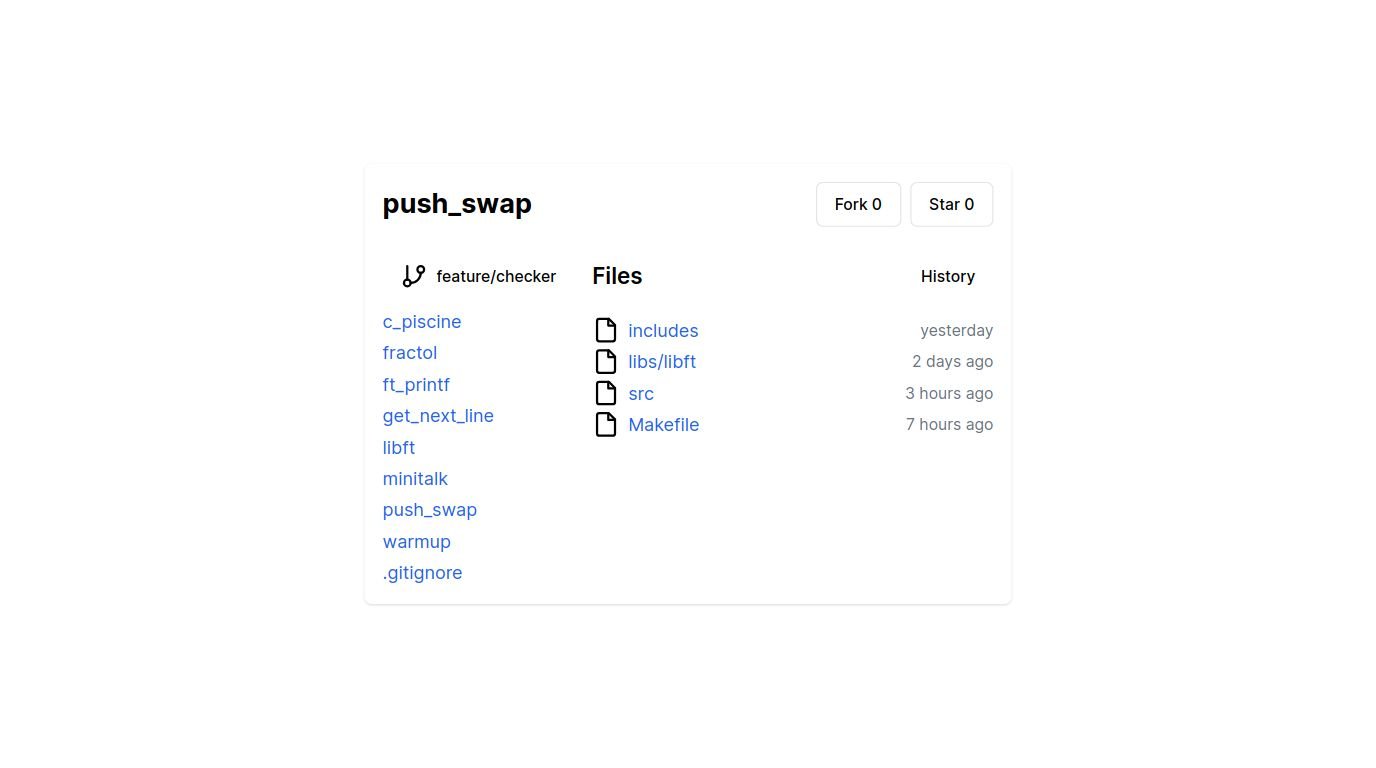 push_swap
Fork 0
Star 0
feature/checker
c_piscine
fractol
ft_printf
get_next_line
libft
minitalk
push_swap
warmup
.gitignore
Files
History
includes yesterday
libs/libft 2 days ago
src 3 hours ago
Makefile 7 hours ago